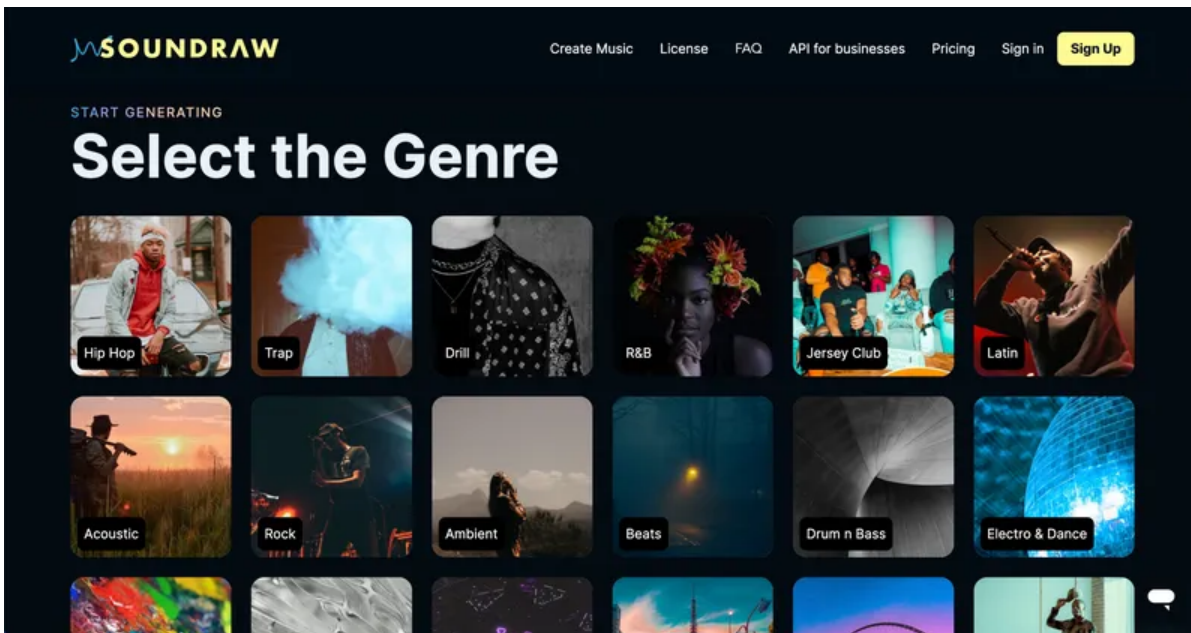 SOUNDRAW
Create Music License FAQ API for businesses Pricing Sign in Sign Up
START GENERATING
Select the Genre
Hip Hop Trap Drill R&B Jersey Club Latin
Acoustic Rock Ambient Beats Drum n Bass Electro & Dance